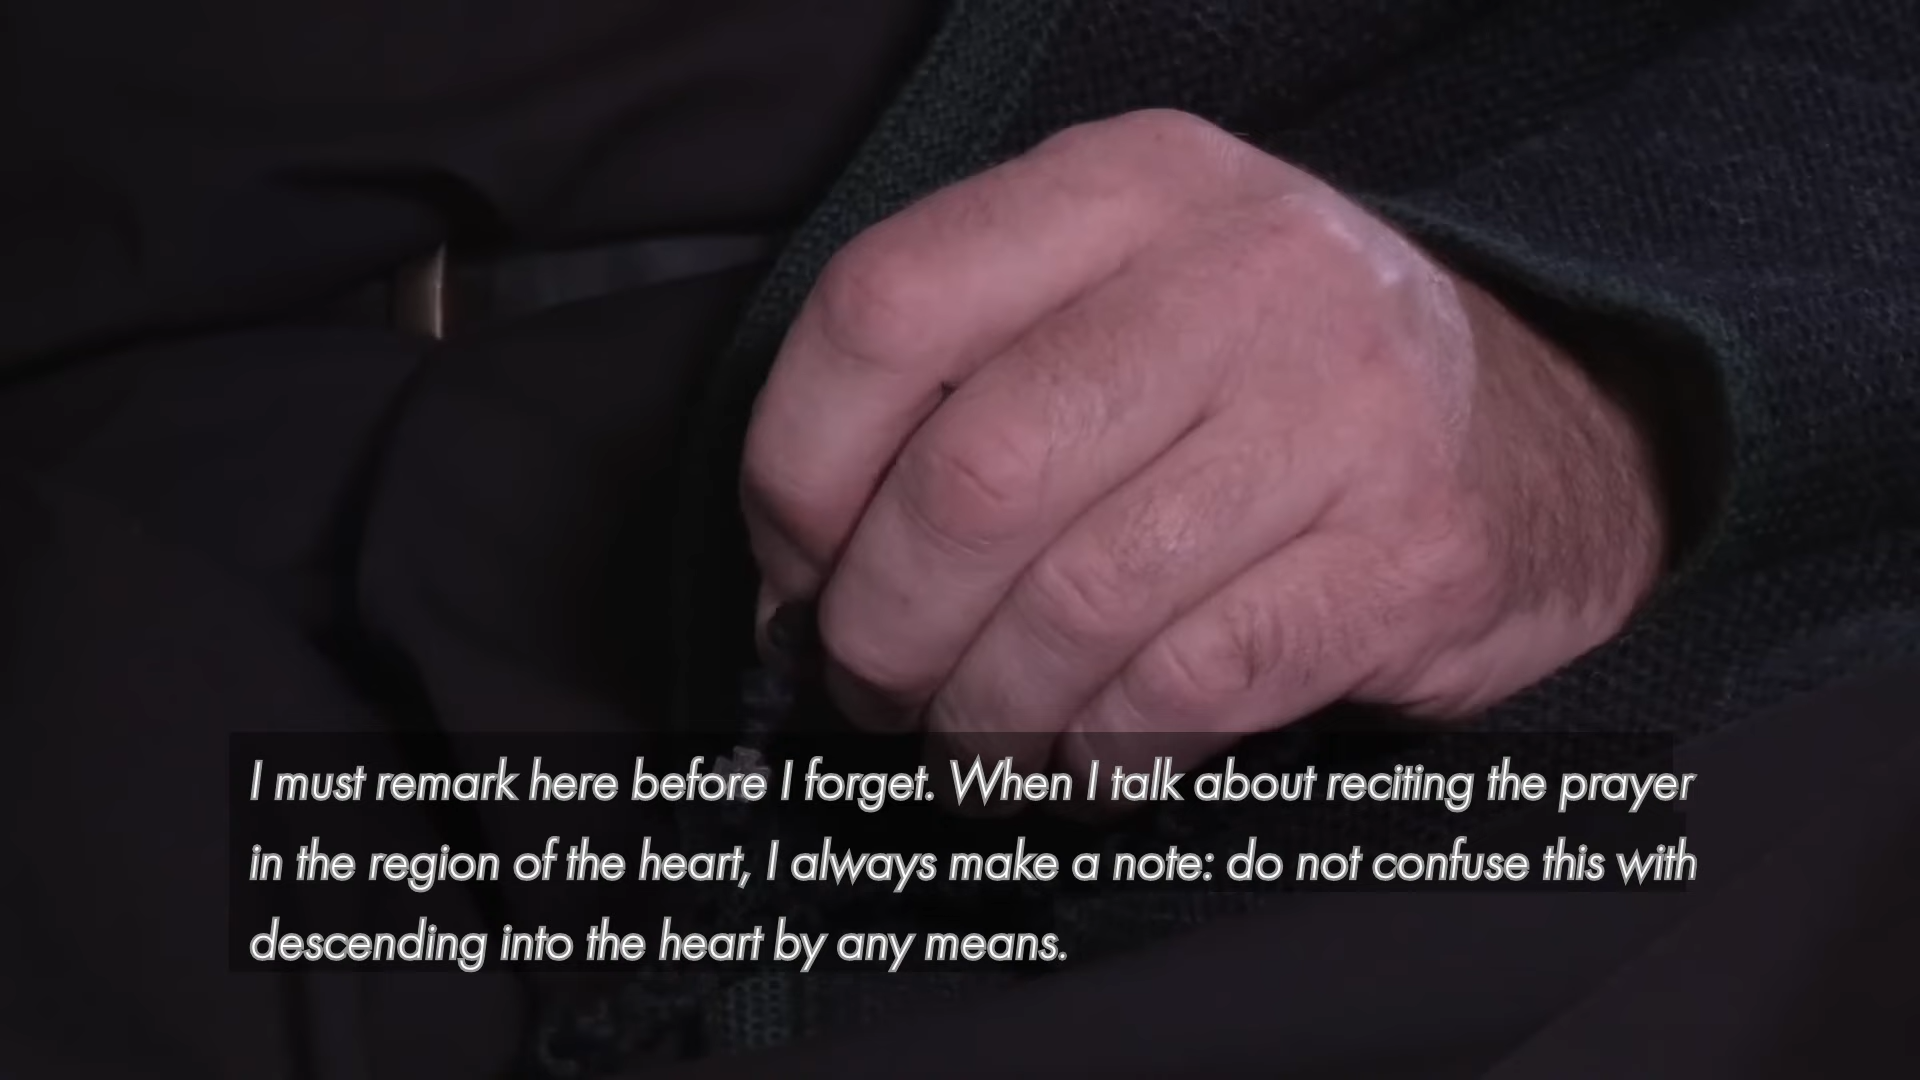 I must remark here before I forget. When I talk about reciting the prayer
in the region of the heart, I always make a note: do not confuse this with
descending into the heart by any means.